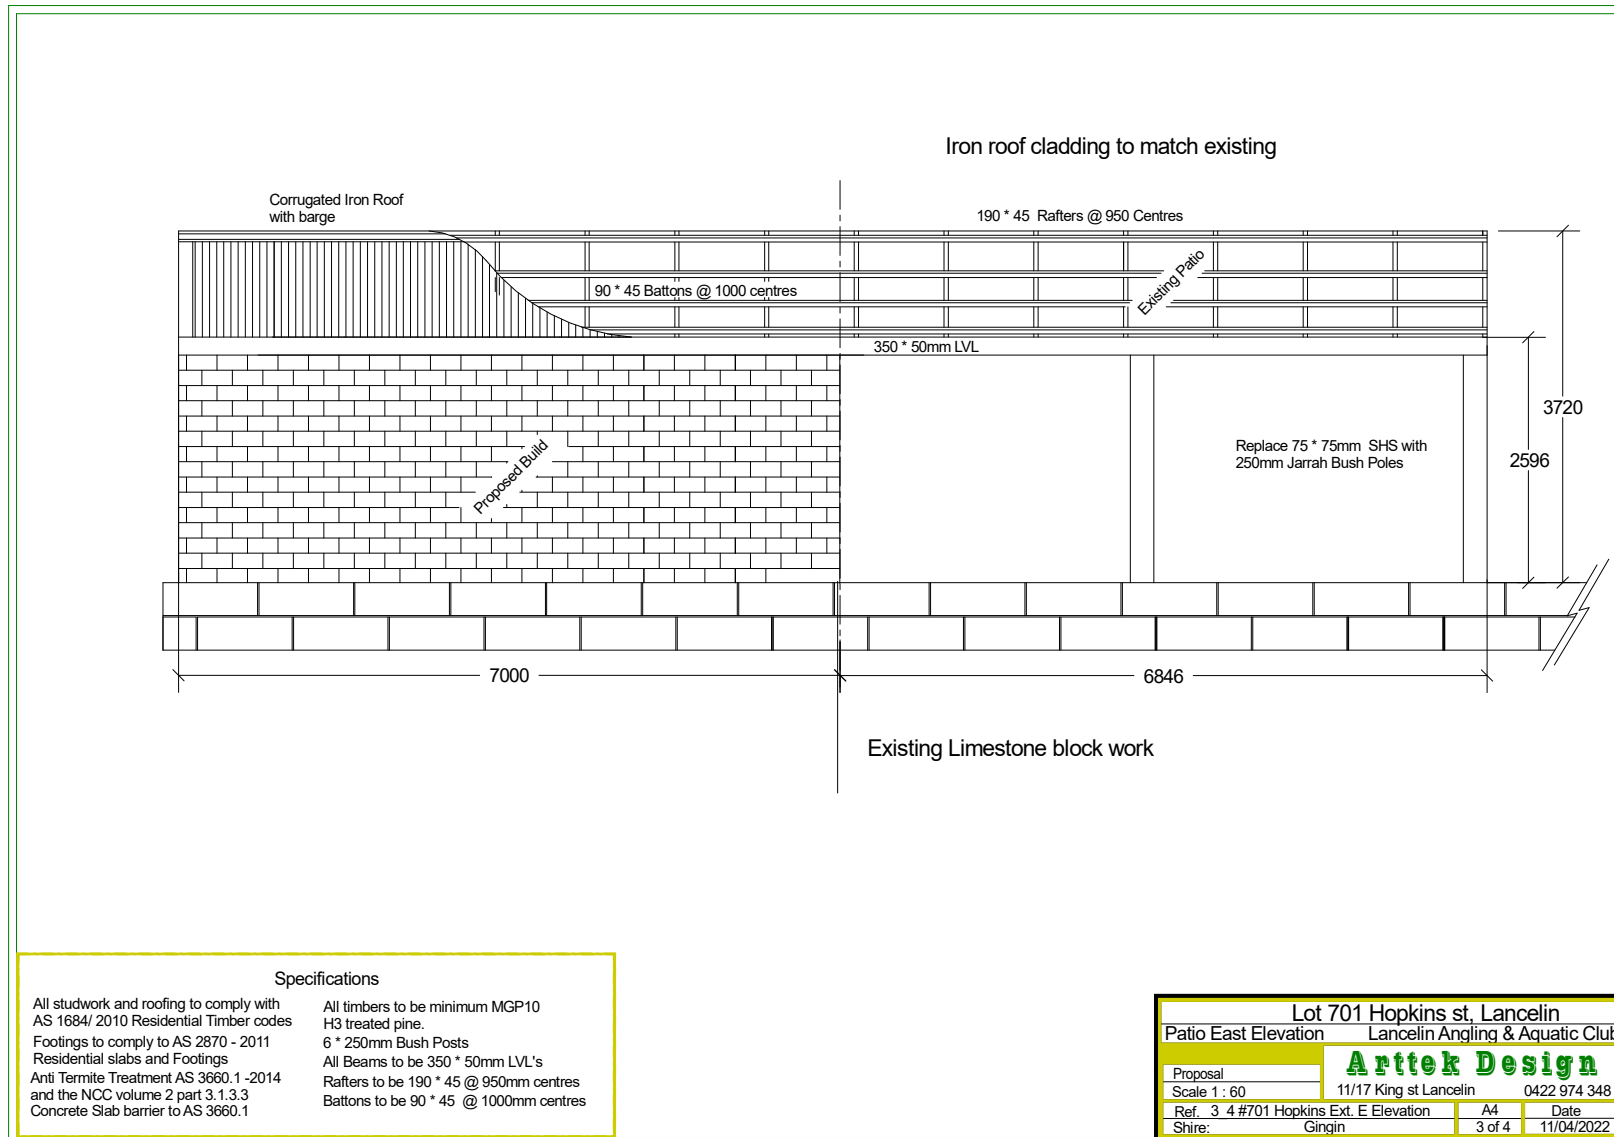 Iron roof cladding to match existing
Corrugated Iron Roof
with barge
190 * 45 Rafters @ 950 Centres
Existing Patio
90 * 45 Battons @ 1000 centres
350 * 50mm LVL
3720
Replace 75 * 75mm SHS with
250mm Jarrah Bush Poles
2596
Proposed Build
7000
6846
Existing Limestone block work
Specifications
All studwork and roofing to comply with
AS 1684/ 2010 Residential Timber codes
Footings to comply to AS 2870 - 2011
Residential slabs and Footings
Anti Termite Treatment AS 3660.1 -2014
and the NCC volume 2 part 3.1.3.3
Concrete Slab barrier to AS 3660.1
All timbers to be minimum MGP10
H3 treated pine.
6 * 250mm Bush Posts
All Beams to be 350 * 50mm LVL's
Rafters to be 190 * 45 @ 950mm centres
Battons to be 90 * 45 @ 1000mm centres
Lot 701 Hopkins st, Lancelin
Patio East Elevation Lancelin Angling & Aquatic Club
Arttek Design
Proposal
Scale 1 : 60
11/17 King st Lancelin 0422 974 348
Ref. 3 4 #701 Hopkins Ext. E Elevation
A4
Date
Shire: Gingin
3 of 4
11/04/2022